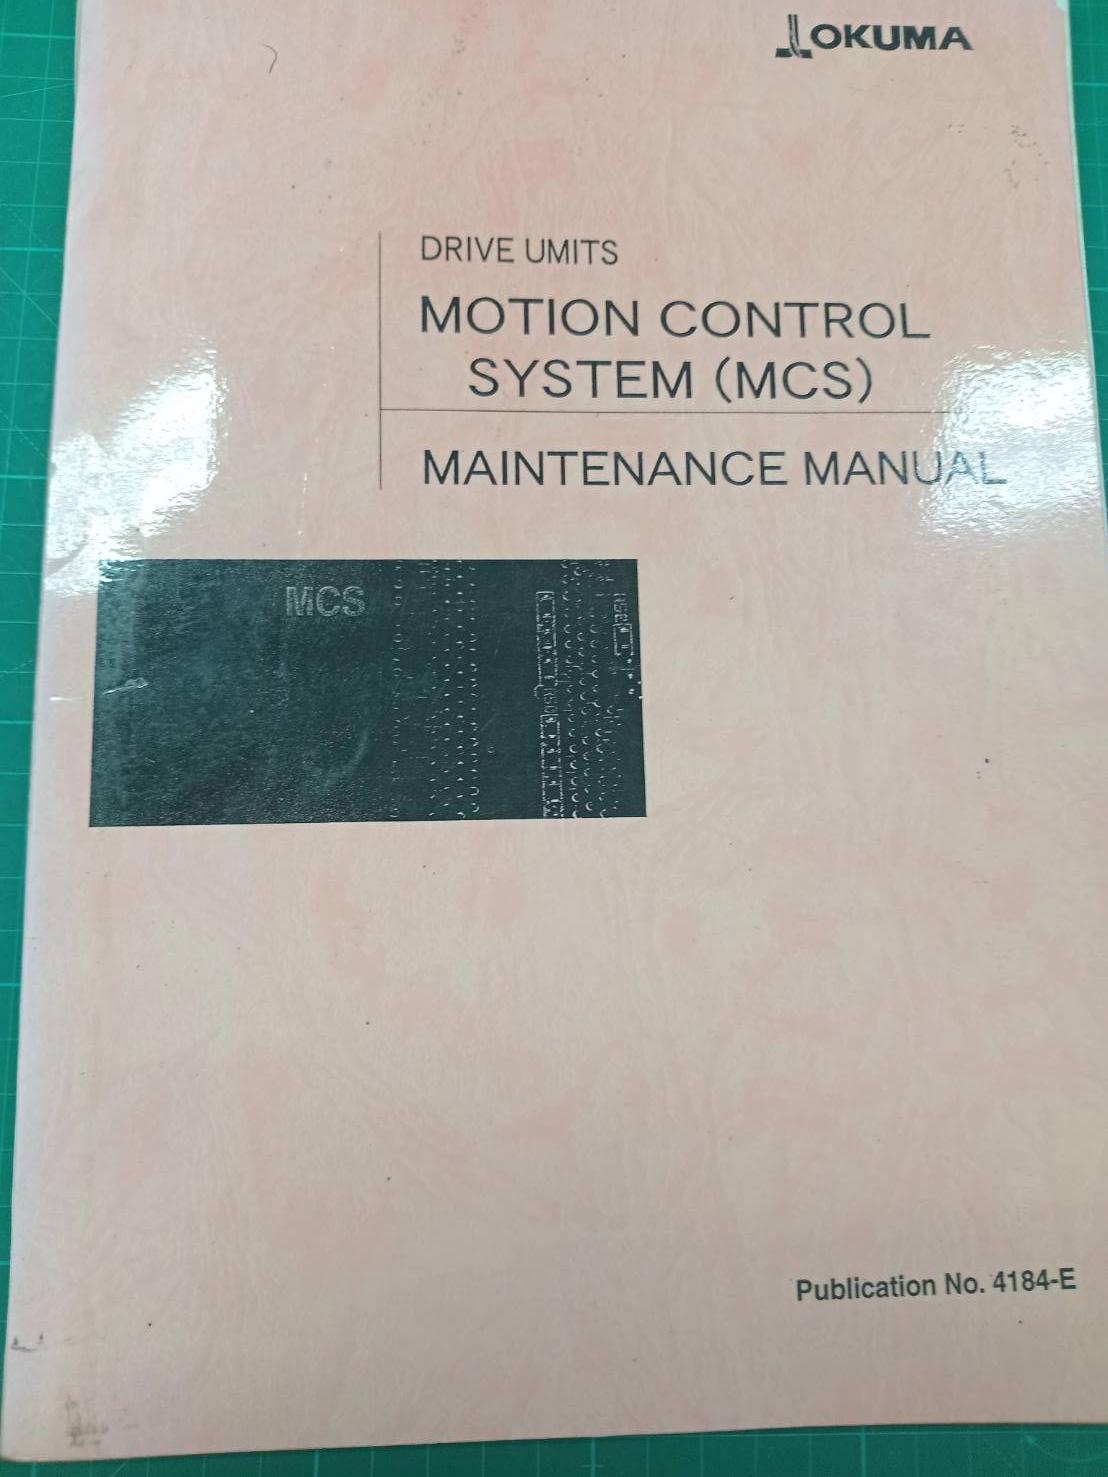 OKUMA
DRIVE UMITS
MOTION CONTROL
SYSTEM (MCS)
MAINTENANCE MANUAL
MCS
Publication No. 4184-E